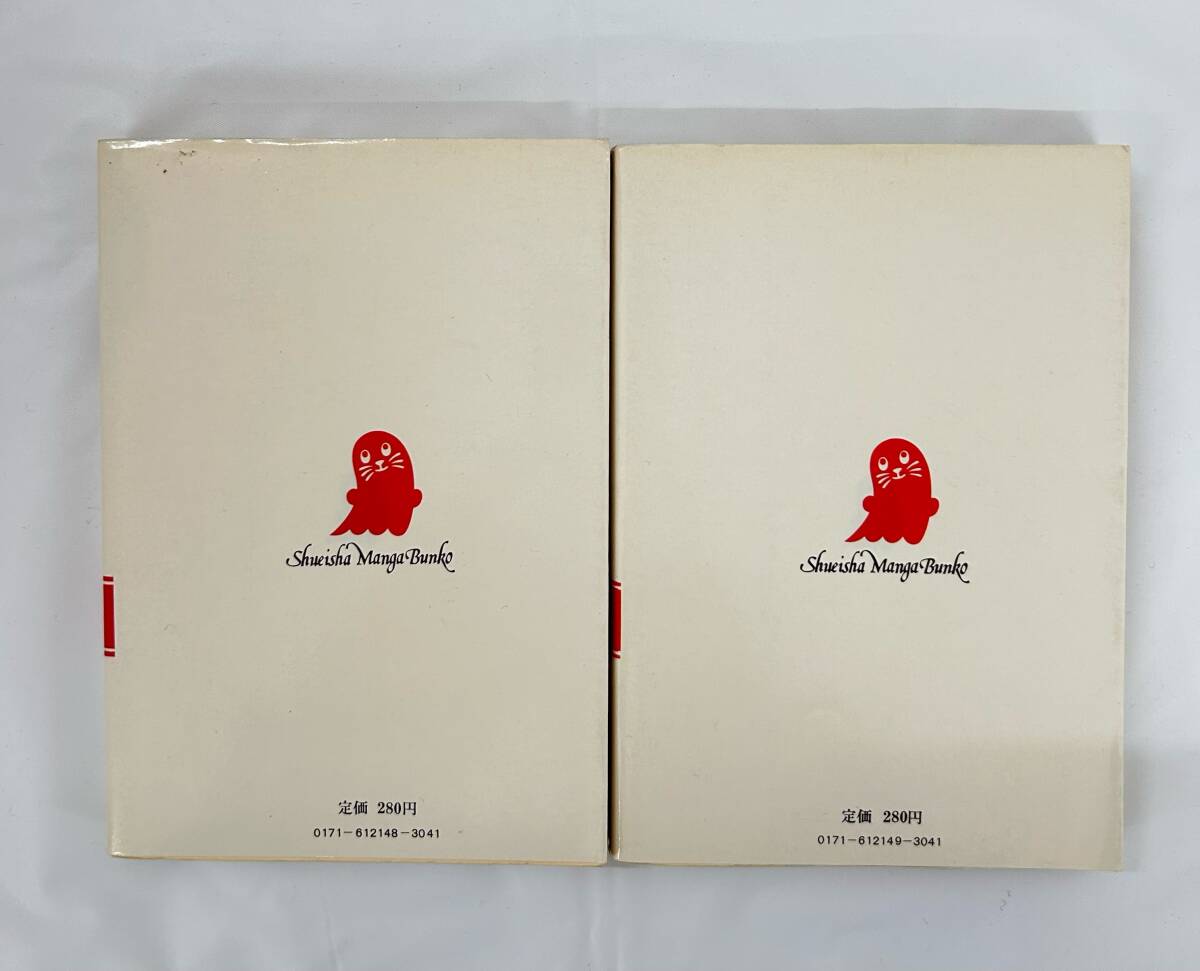 Shueisha Manga Bunko
定価 280円
0171-612148-3041
Shueisha Manga Bunko
定価 280円
0171-612149-3041